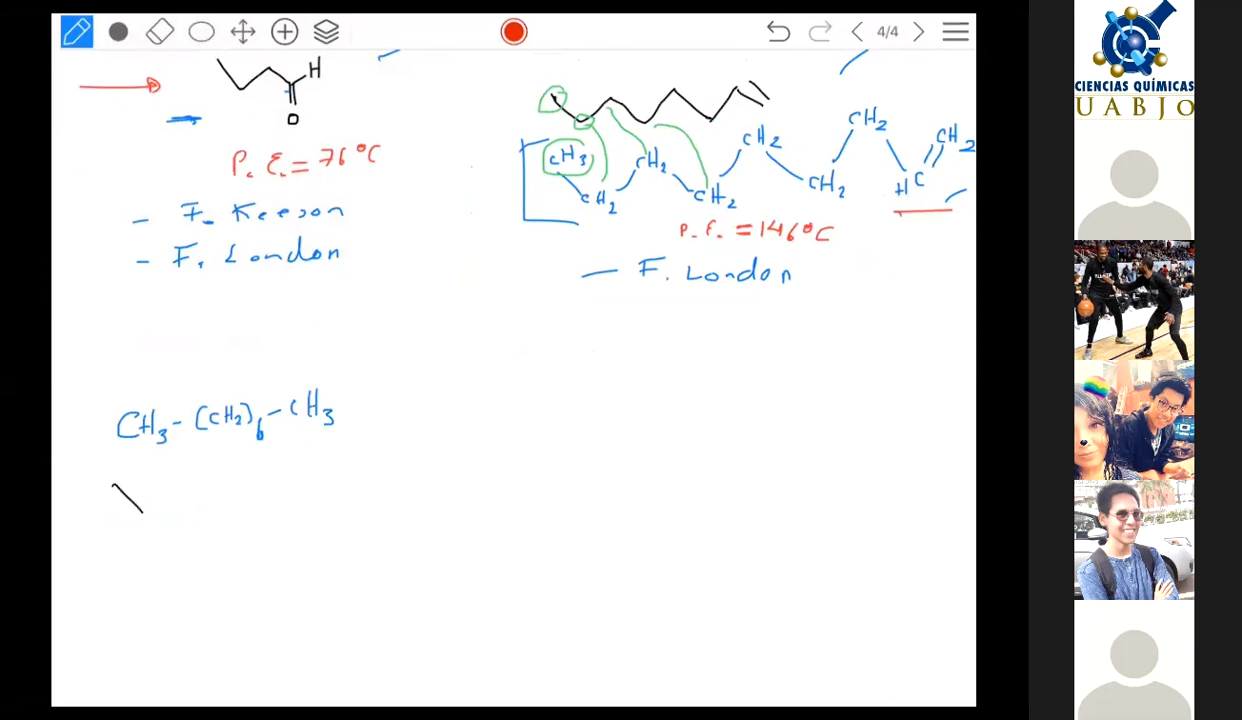 4/4
H
O
P. E. = 76 °C
- F. Keeson
- F. London
CH3
CH2
CH2
CH2
CH2
CH2
CH2
HC
CH2
P. E. = 146 °C
- F. London
CH3-(CH2)6-CH3
CIENCIAS QUÍMICAS
UABJO